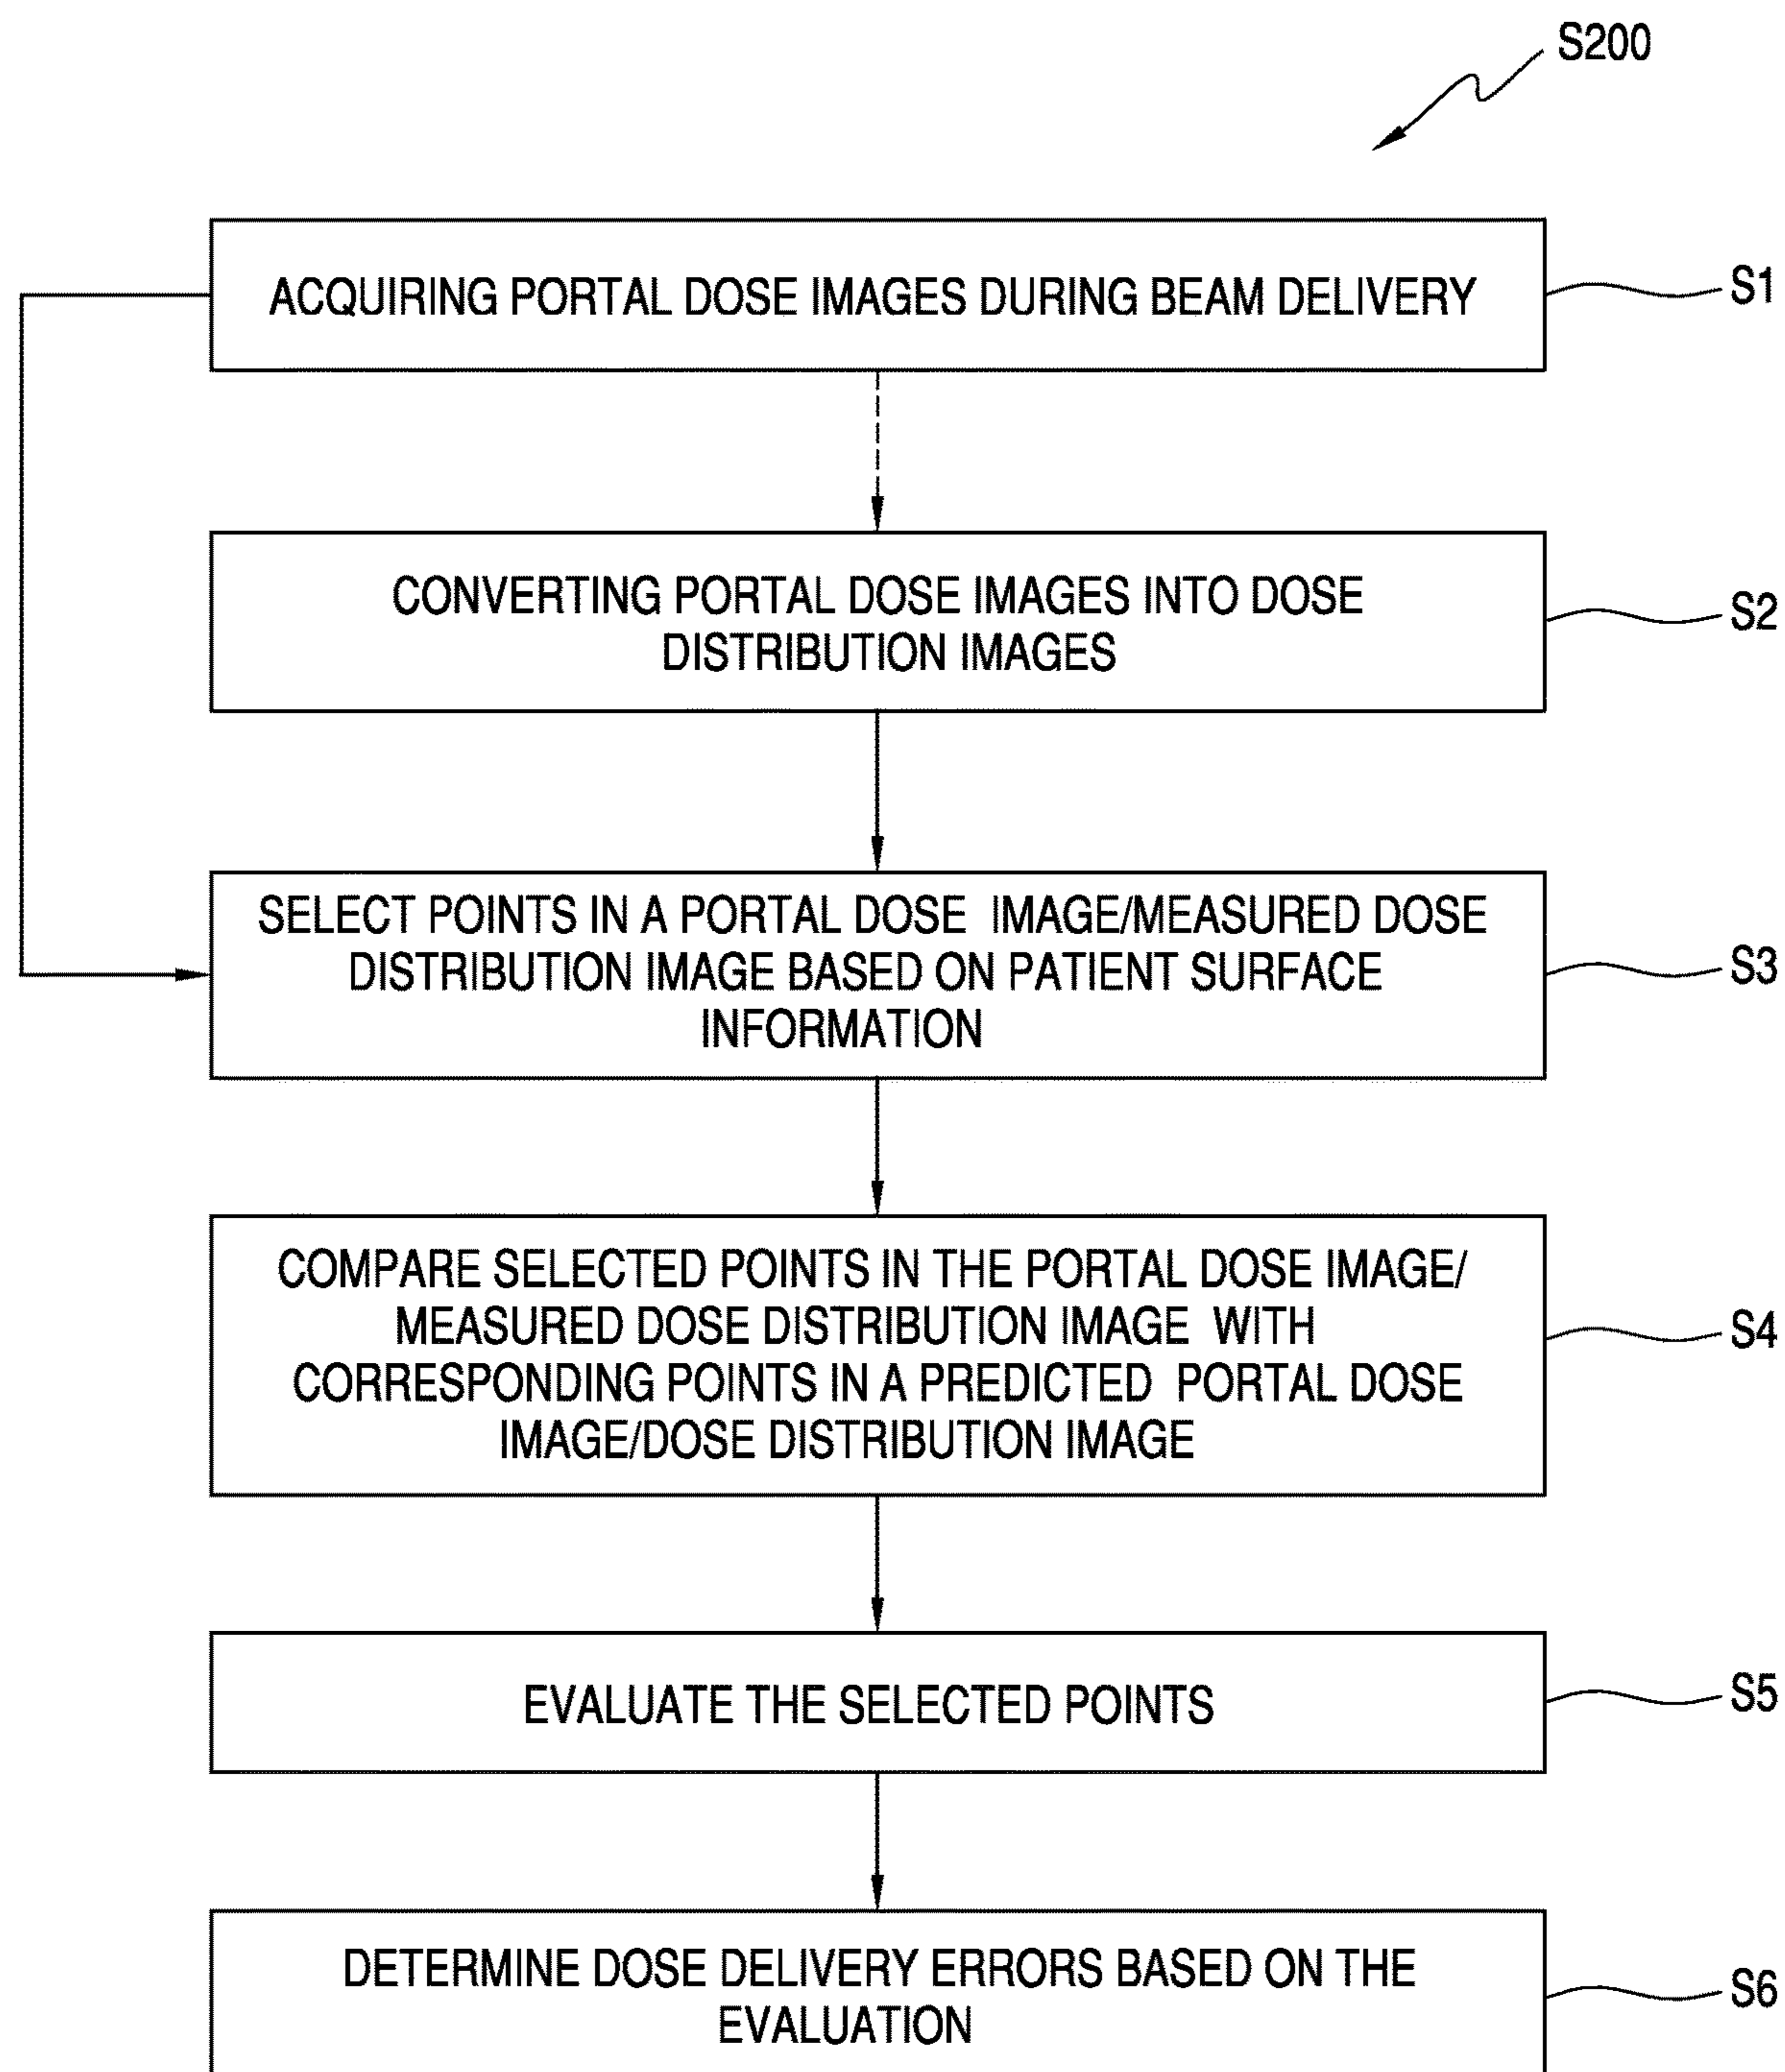 S200
ACQUIRING PORTAL DOSE IMAGES DURING BEAM DELIVERY
S1
CONVERTING PORTAL DOSE IMAGES INTO DOSE
DISTRIBUTION IMAGES
S2
SELECT POINTS IN A PORTAL DOSE IMAGE/MEASURED DOSE
DISTRIBUTION IMAGE BASED ON PATIENT SURFACE
INFORMATION
S3
COMPARE SELECTED POINTS IN THE PORTAL DOSE IMAGE/
MEASURED DOSE DISTRIBUTION IMAGE WITH
CORRESPONDING POINTS IN A PREDICTED PORTAL DOSE
IMAGE/DOSE DISTRIBUTION IMAGE
S4
EVALUATE THE SELECTED POINTS
S5
DETERMINE DOSE DELIVERY ERRORS BASED ON THE
EVALUATION
S6